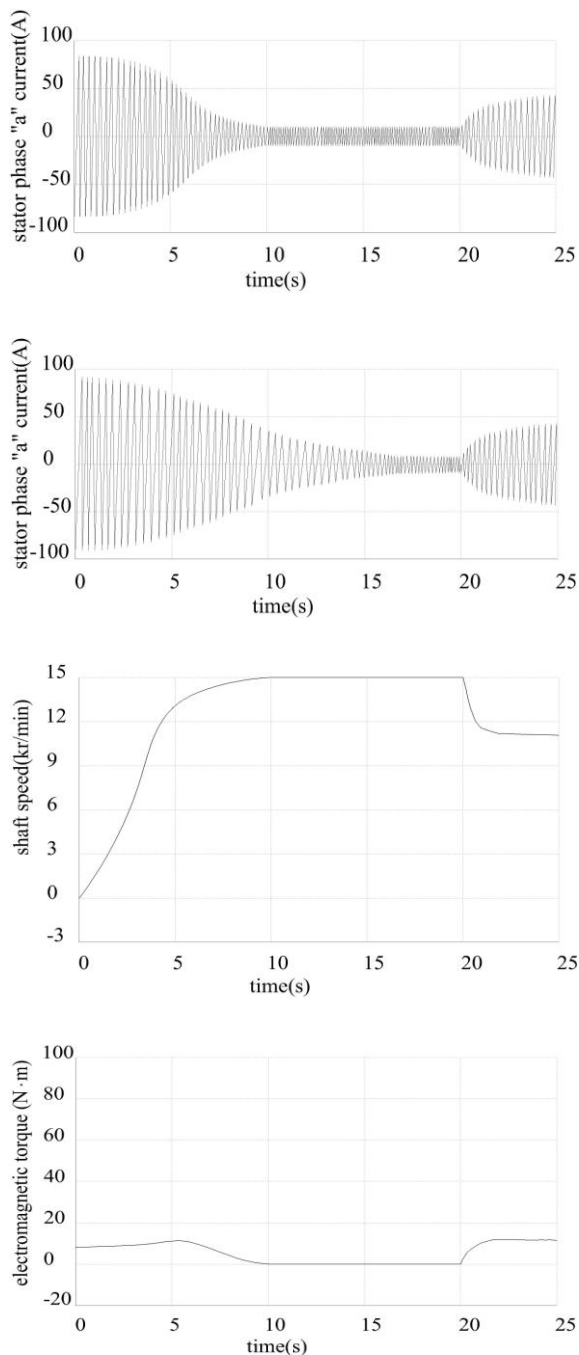 stator phase "a" current(A)
100
50
0
-50
-100
0 5 10 15 20 25
time(s)
stator phase "a" current(A)
100
50
0
-50
-100
0 5 10 15 20 25
time(s)
shaft speed(kr/min)
15
12
9
6
3
0
-3
0 5 10 15 20 25
time(s)
electromagnetic torque (N·m)
100
80
60
40
20
0
-20
0 5 10 15 20 25
time(s)